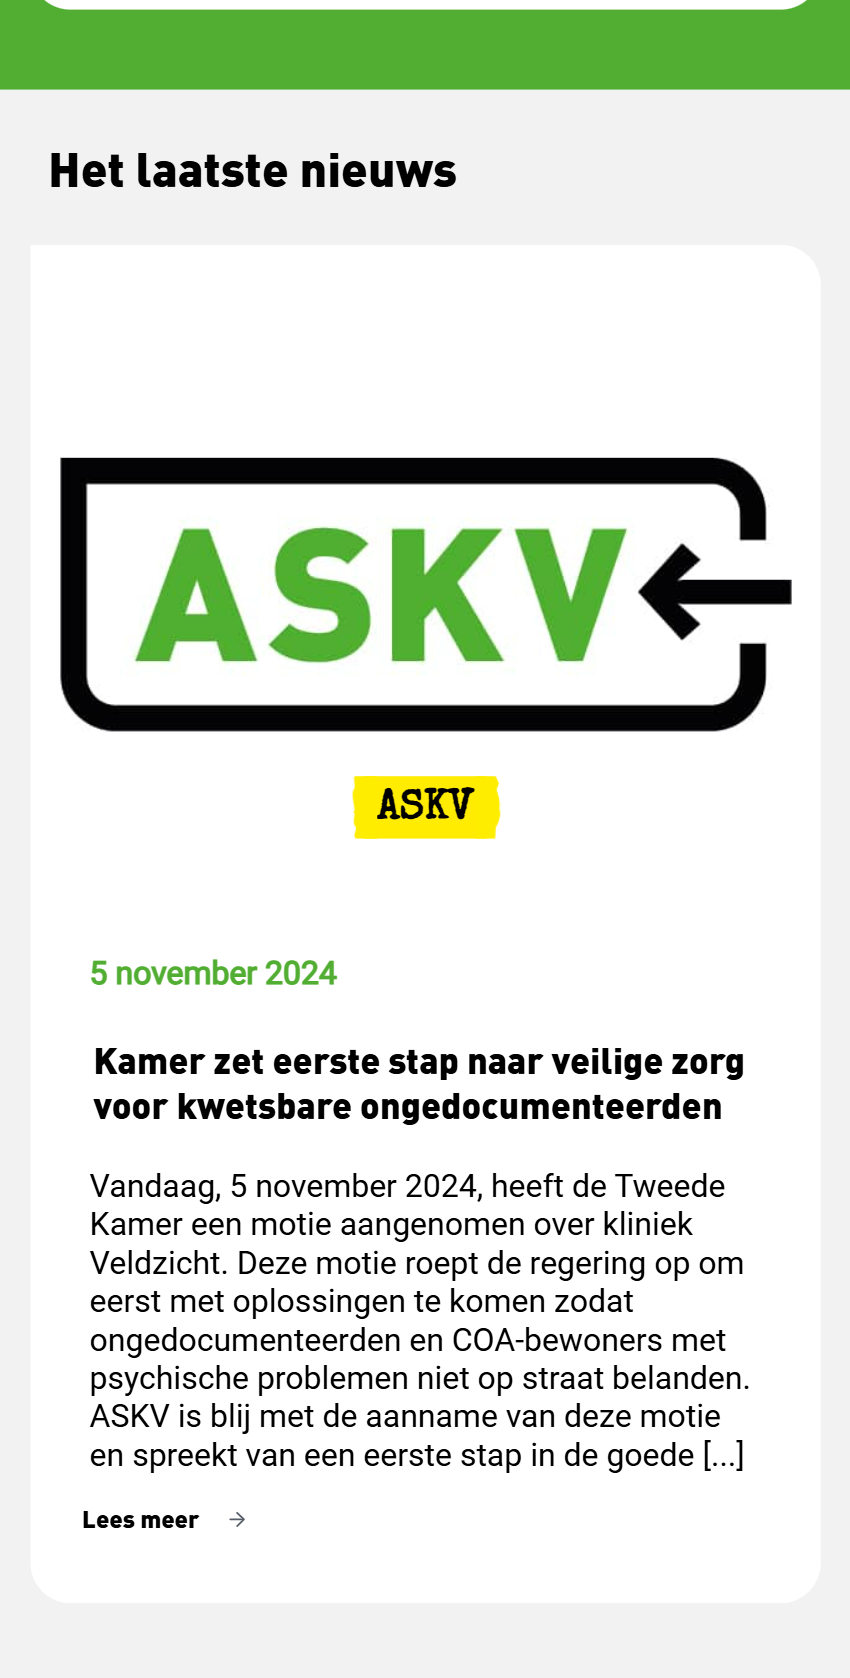 Het laatste nieuws
ASKV
ASKV
5 november 2024
Kamer zet eerste stap naar veilige zorg
voor kwetsbare ongedocumenteerden
Vandaag, 5 november 2024, heeft de Tweede
Kamer een motie aangenomen over kliniek
Veldzicht. Deze motie roept de regering op om
eerst met oplossingen te komen zodat
ongedocumenteerden en COA-bewoners met
psychische problemen niet op straat belanden.
ASKV is blij met de aanname van deze motie
en spreekt van een eerste stap in de goede [...]
Lees meer →